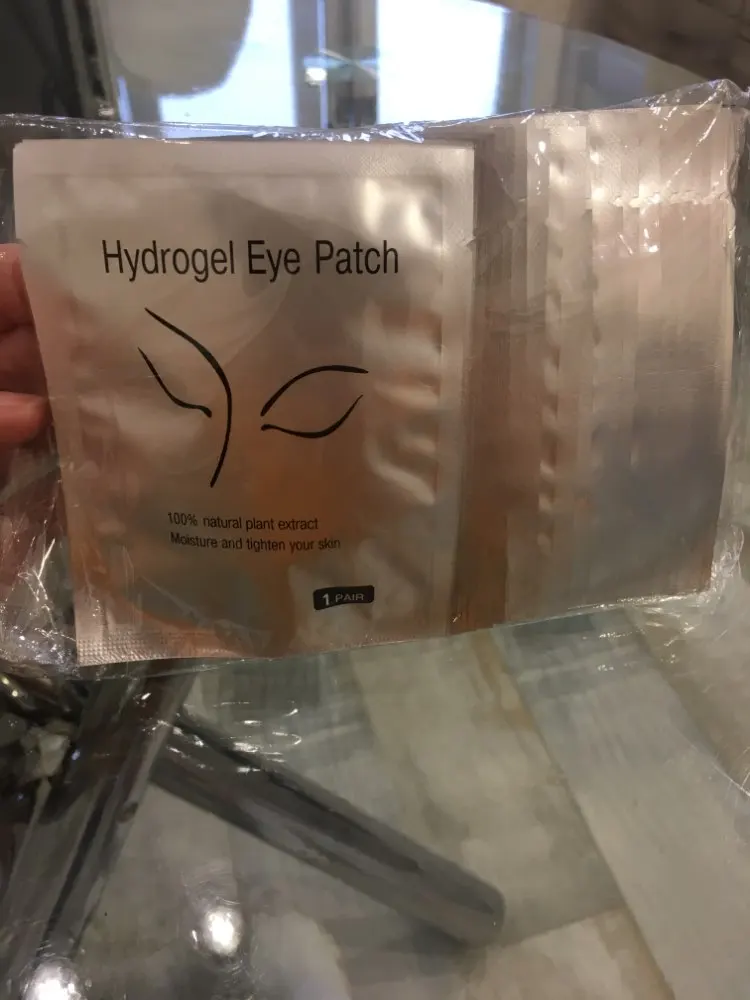 Hydrogel Eye Patch
100% natural plant extract
Moisture and tighten your skin
1 PAIR